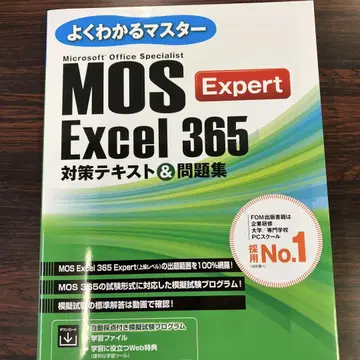 よくわかるマスター
Microsoft Office Specialist
MOS
Expert
Excel 365
対策テキスト&問題集
FOM出版書籍は
企業研修
大学/専門学校
PCスクール
採用No.1
MOS Excel 365 Expert(上級レベル)の出題範囲を100%網羅!
MOS 365の試験形式に対応した模擬試験プログラム!
模擬試験の標準解答は動画で確認!
ダウンロード
自動採点付き模擬試験プログラム
学習ファイル
学習に役立つWeb特典